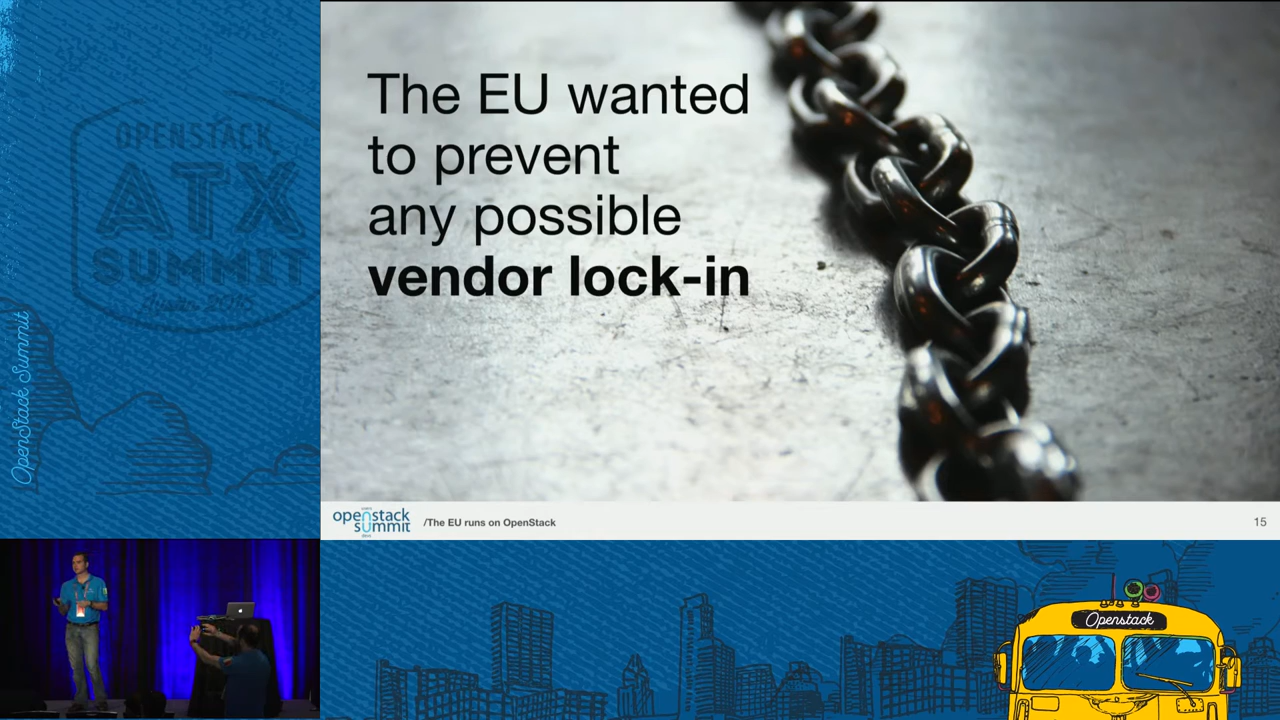 OPENSTACK
ATX
SUMMIT
OpenStack Summit
The EU wanted
to prevent
any possible
vendor lock-in
openstack
summit
/The EU runs on OpenStack
15
Openstack